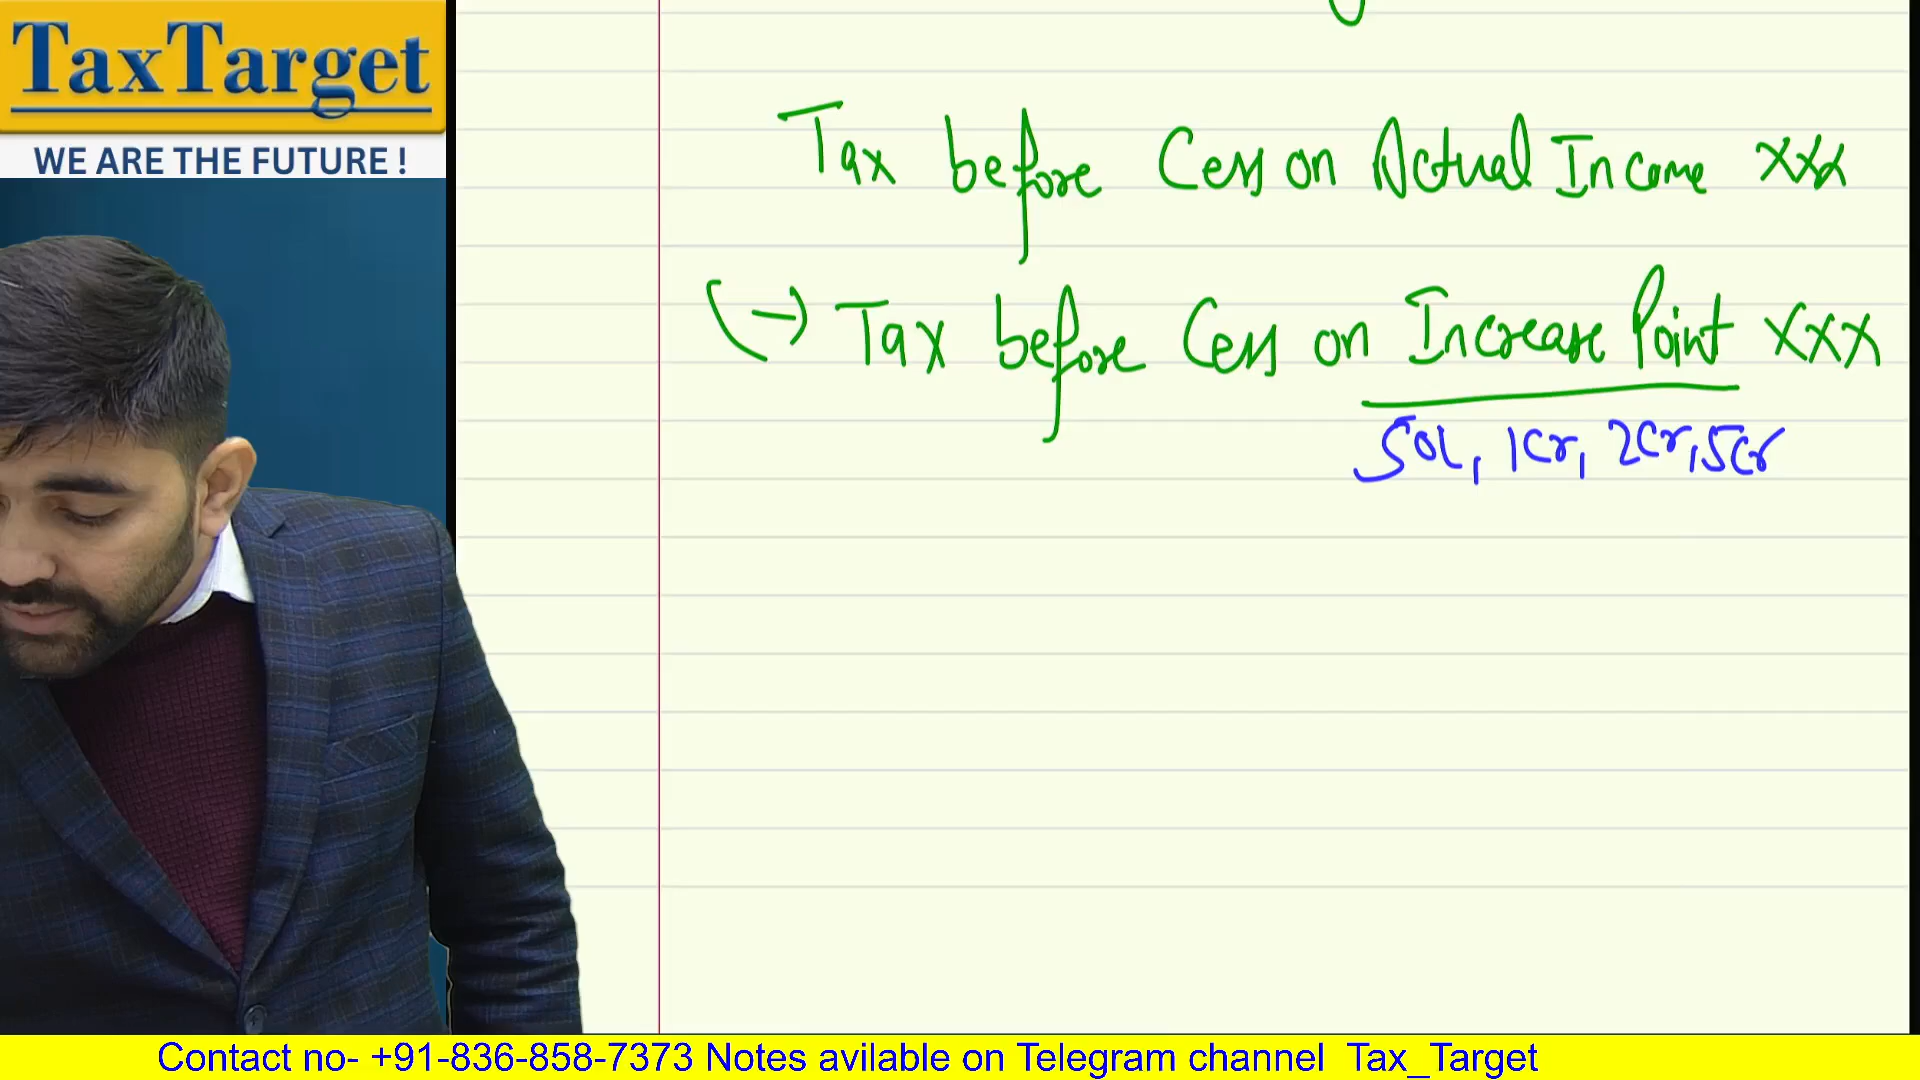 TaxTarget
WE ARE THE FUTURE !
Tax before Cess on Actual Income XXX
(-) Tax before Cess on Increase Point XXX
50L, 1Cr, 2Cr, 5Cr
Contact no- +91-836-858-7373 Notes avilable on Telegram channel Tax_Target